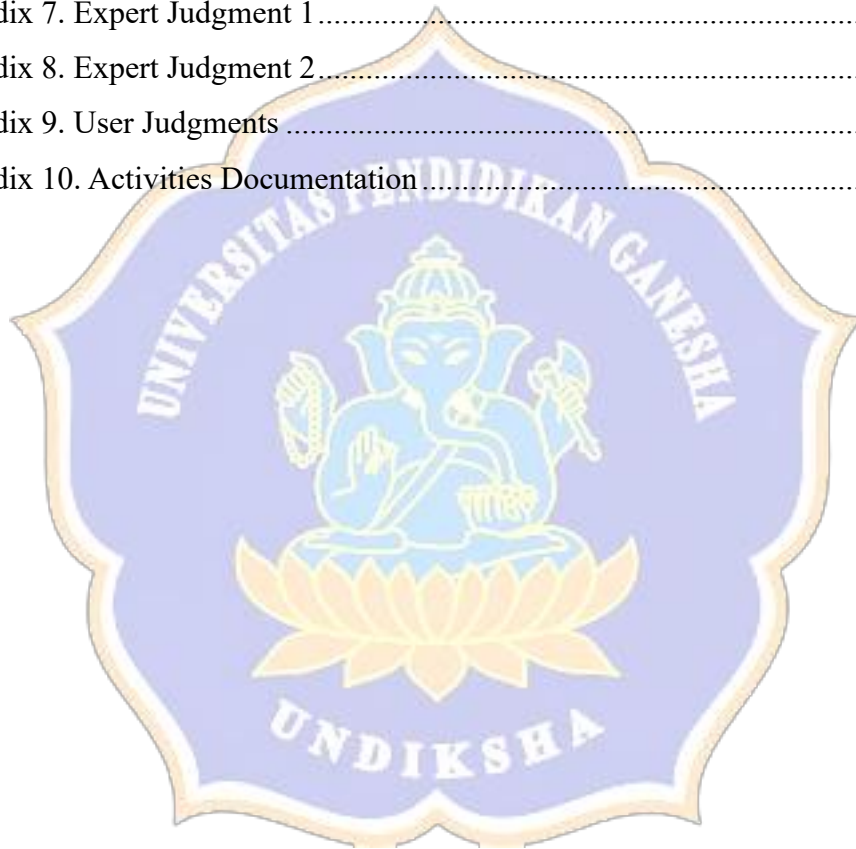 dix 7. Expert Judgment 1................................................................................
dix 8. Expert Judgment 2................................................................................
dix 9. User Judgments ....................................................................................
dix 10. Activities Documentation....................................................................
UNIVERSITAS PENDIDIKAN GANESHA
UNDIKSHA